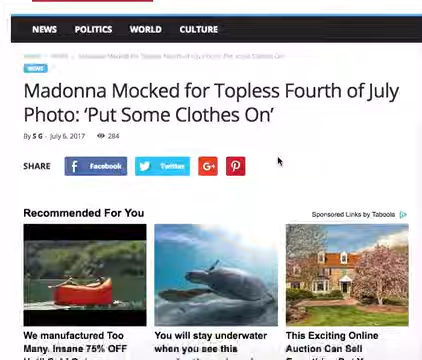 NEWS POLITICS WORLD CULTURE
NEWS
Madonna Mocked for Topless Fourth of July
Photo: ‘Put Some Clothes On’
By S G - July 6, 2017 284
SHARE Facebook Twitter G+
Recommended For You
Sponsored Links by Taboola
We manufactured Too
Many. Insane 75% OFF
You will stay underwater
when you see this
This Exciting Online
Auction Can Sell